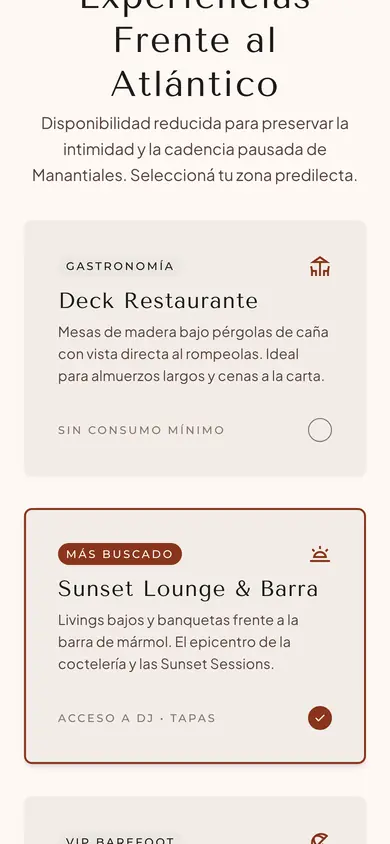 Experiencias
Frente al
Atlántico
Disponibilidad reducida para preservar la
intimidad y la cadencia pausada de
Manantiales. Seleccioná tu zona predilecta.
GASTRONOMÍA
Deck Restaurante
Mesas de madera bajo pérgolas de caña
con vista directa al rompeolas. Ideal
para almuerzos largos y cenas a la carta.
SIN CONSUMO MÍNIMO
MÁS BUSCADO
Sunset Lounge & Barra
Livings bajos y banquetas frente a la
barra de mármol. El epicentro de la
coctelería y las Sunset Sessions.
ACCESO A DJ • TAPAS
VIP BAREFOOT